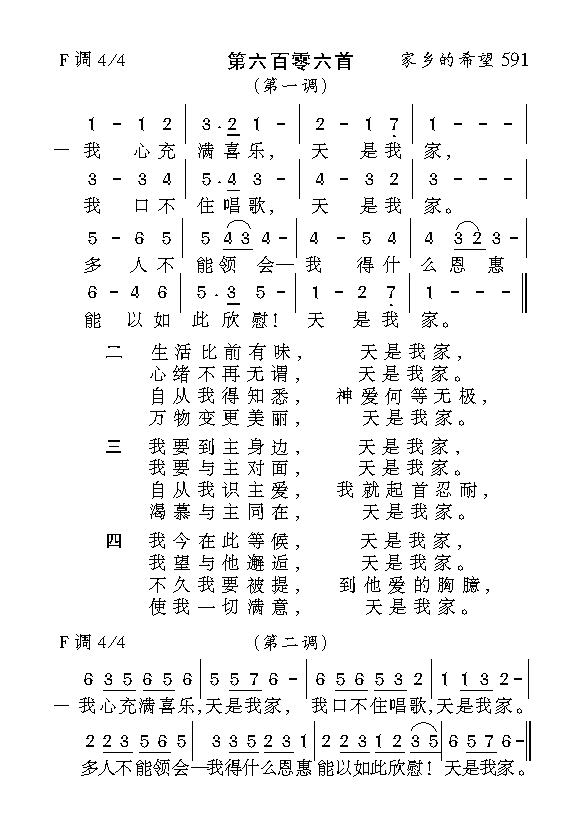 F调4/4 第六百零六首 家乡的希望 591
(第一调)
1 - 1 2 | 3·2 1 - | 2 - 1 7 | 1 - - - |
一 我 心充 满喜乐, 天 是我 家,
3 - 3 4 | 5·4 3 - | 4 - 3 2 | 3 - - - |
我 口不 住唱歌, 天 是我 家。
5 - 6 5 | 5 4 3 4 - | 4 - 5 4 | 4 3 2 3 - |
多 人不 能领 会—我 得什 么恩 惠
6 - 4 6 | 5·3 5 - | 1 - 2 7 | 1 - - - ‖
能 以如 此欣慰! 天 是我 家。
二 生活比前有味, 天是我家,
心绪不再无谓, 天是我家。
自从我得知悉, 神爱何等无极,
万物变更美丽, 天是我家。
三 我要到主身边, 天是我家,
我要与主对面, 天是我家。
自从我识主爱, 我就起首忍耐,
渴慕与主同在, 天是我家。
四 我今在此等候, 天是我家,
我望与他邂逅, 天是我家。
不久我要被提, 到他爱的胸臆,
使我一切满意, 天是我家。
F调4/4 (第二调)
6 3 5 6 5 6 | 5 5 7 6 - | 6 5 6 5 3 2 | 1 1 3 2 - |
一 我心充满喜乐,天是我家, 我口不住唱歌,天是我家。
2 2 3 5 6 5 3 3 5 2 3 1 | 2 2 3 1 2 3 5 | 6 5 7 6 - ‖
多人不能领会—我得什么恩惠 能以如此欣慰! 天是我家。